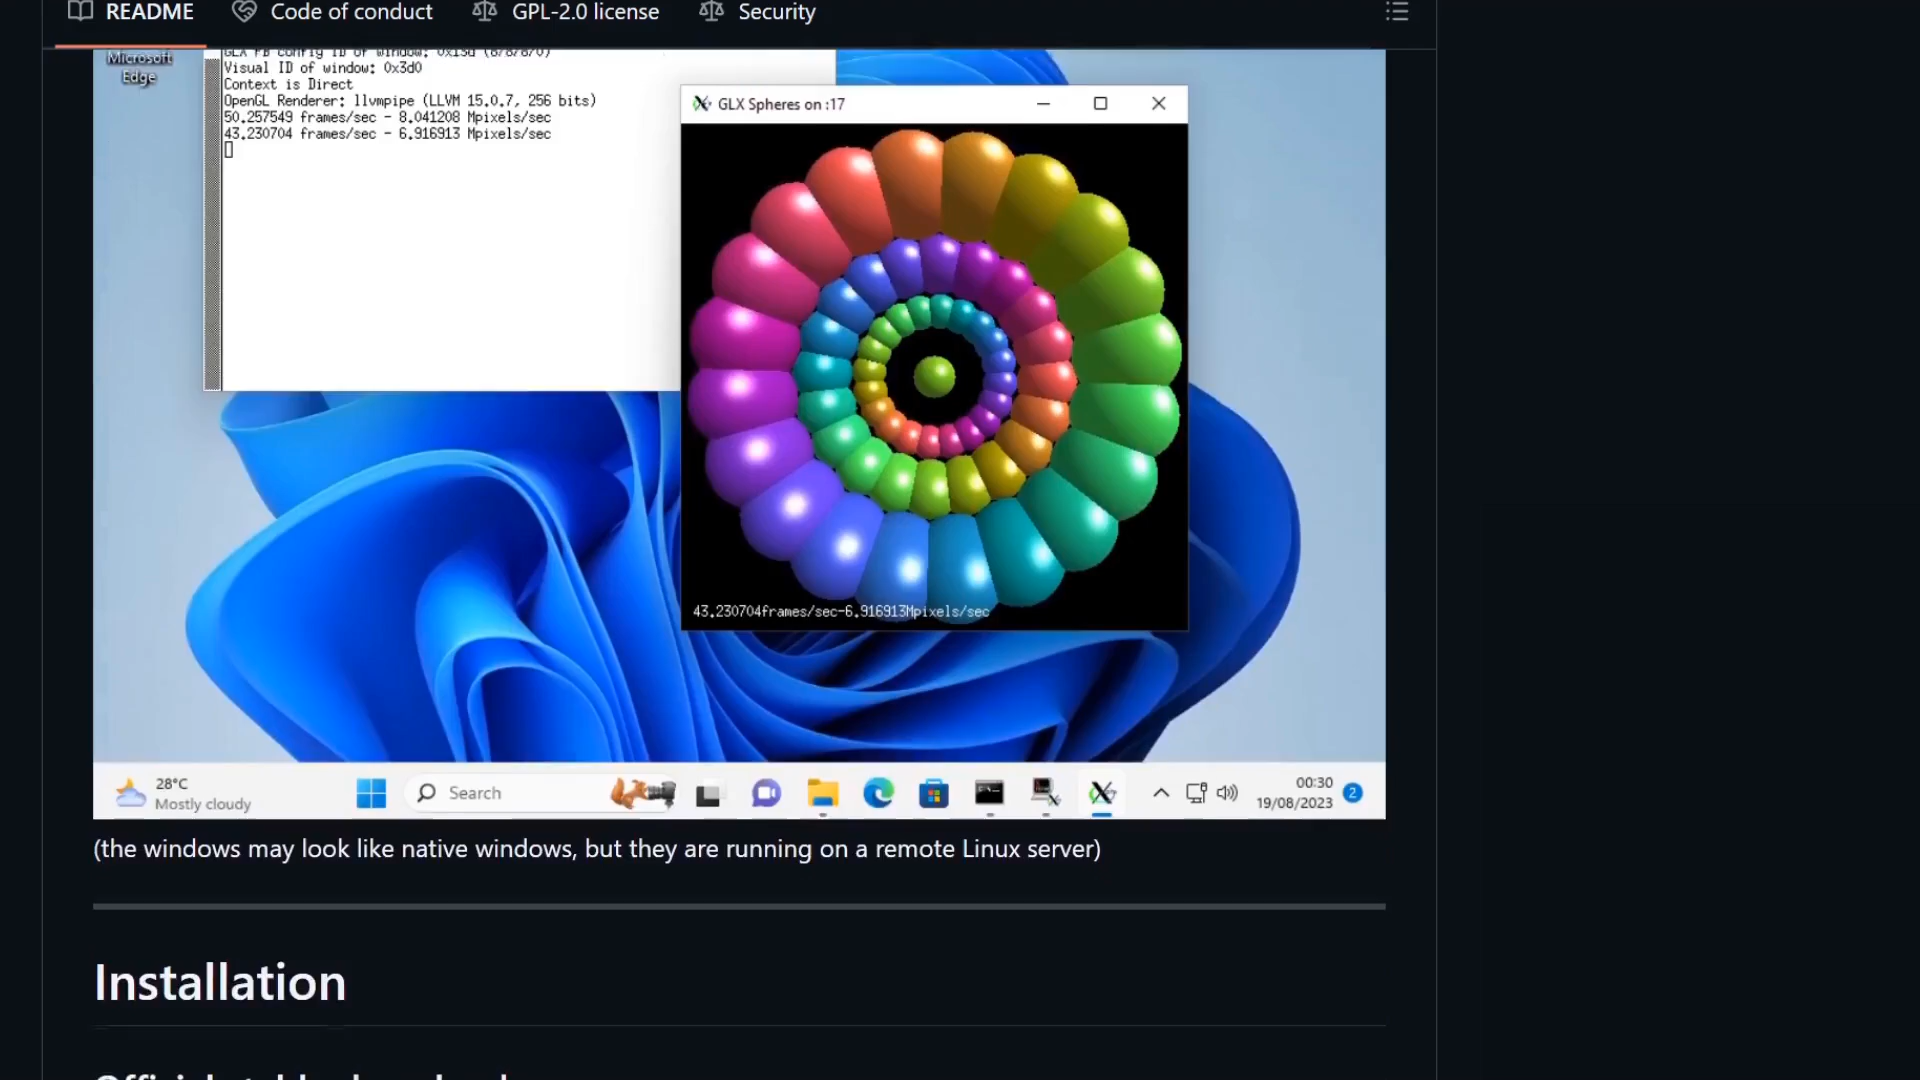 README
Code of conduct
GPL-2.0 license
Security
Microsoft
Edge
Visual ID of window: 0x3d0
Context is Direct
OpenGL Renderer: llvmpipe (LLVM 15.0.7, 256 bits)
50.257549 frames/sec - 8.041208 Mpixels/sec
43.230704 frames/sec - 6.916913 Mpixels/sec
GLX Spheres on :17
43.230704frames/sec-6.916913Mpixels/sec
28°C
Mostly cloudy
Search
00:30
19/08/2023
2
(the windows may look like native windows, but they are running on a remote Linux server)
Installation